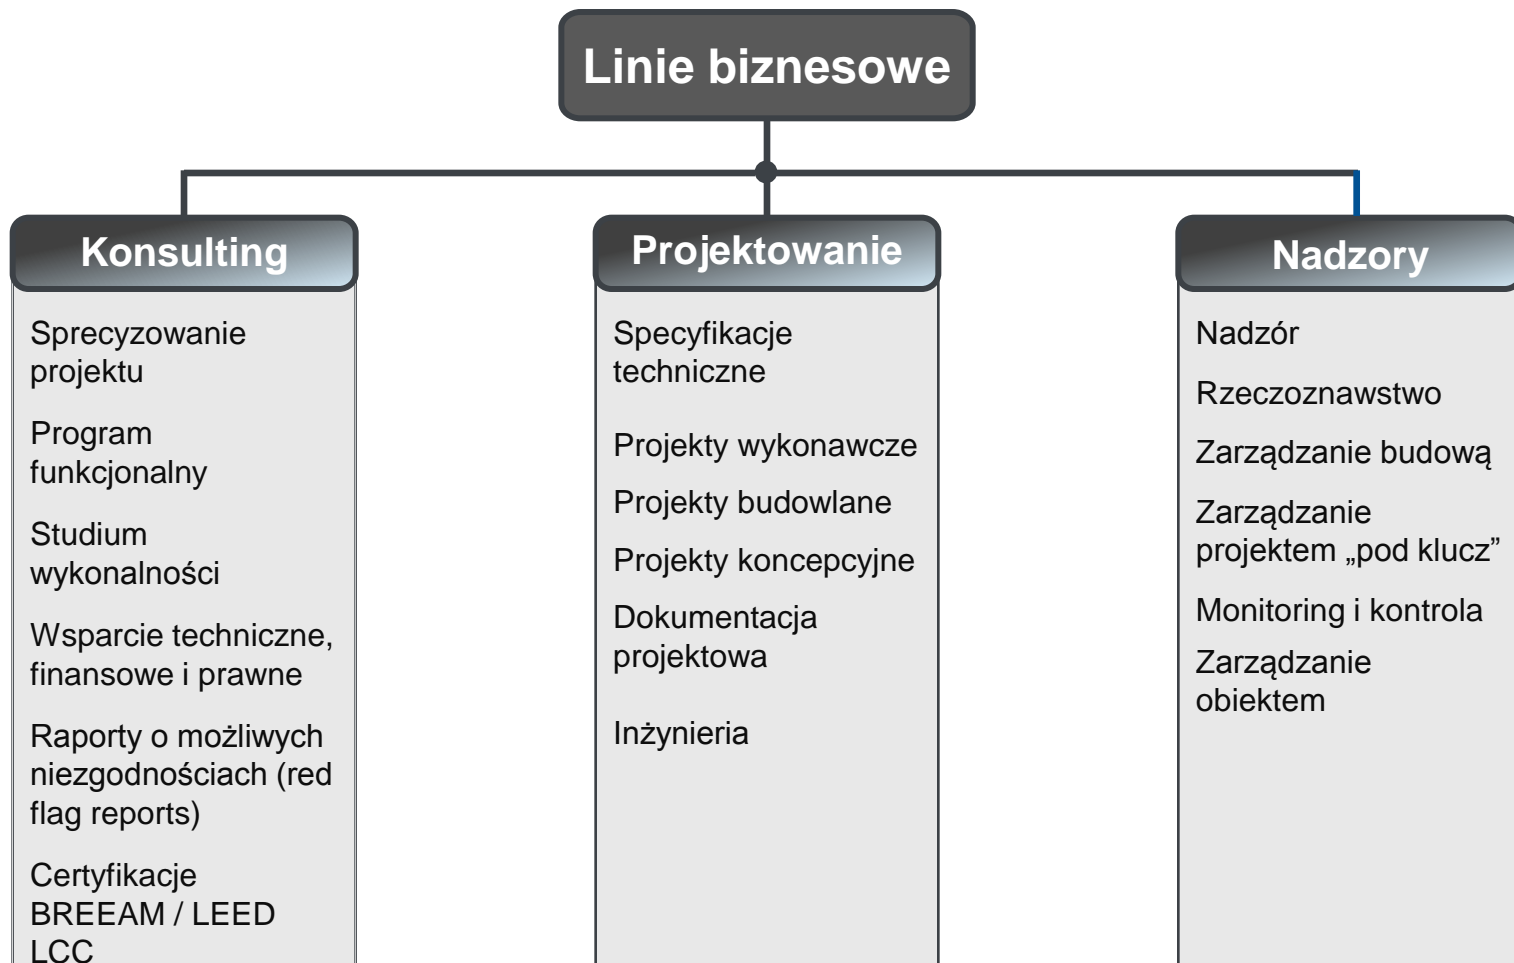 Linie biznesowe
Konsulting
Sprecyzowanie
projektu
Program
funkcjonalny
Studium
wykonalności
Wsparcie techniczne,
finansowe i prawne
Raporty o możliwych
niezgodnościach (red
flag reports)
Certyfikacje
BREEAM / LEED
LCC
Projektowanie
Specyfikacje
techniczne
Projekty wykonawcze
Projekty budowlane
Projekty koncepcyjne
Dokumentacja
projektowa
Inżynieria
Nadzory
Nadzór
Rzeczoznawstwo
Zarządzanie budową
Zarządzanie
projektem „pod klucz”
Monitoring i kontrola
Zarządzanie
obiektem